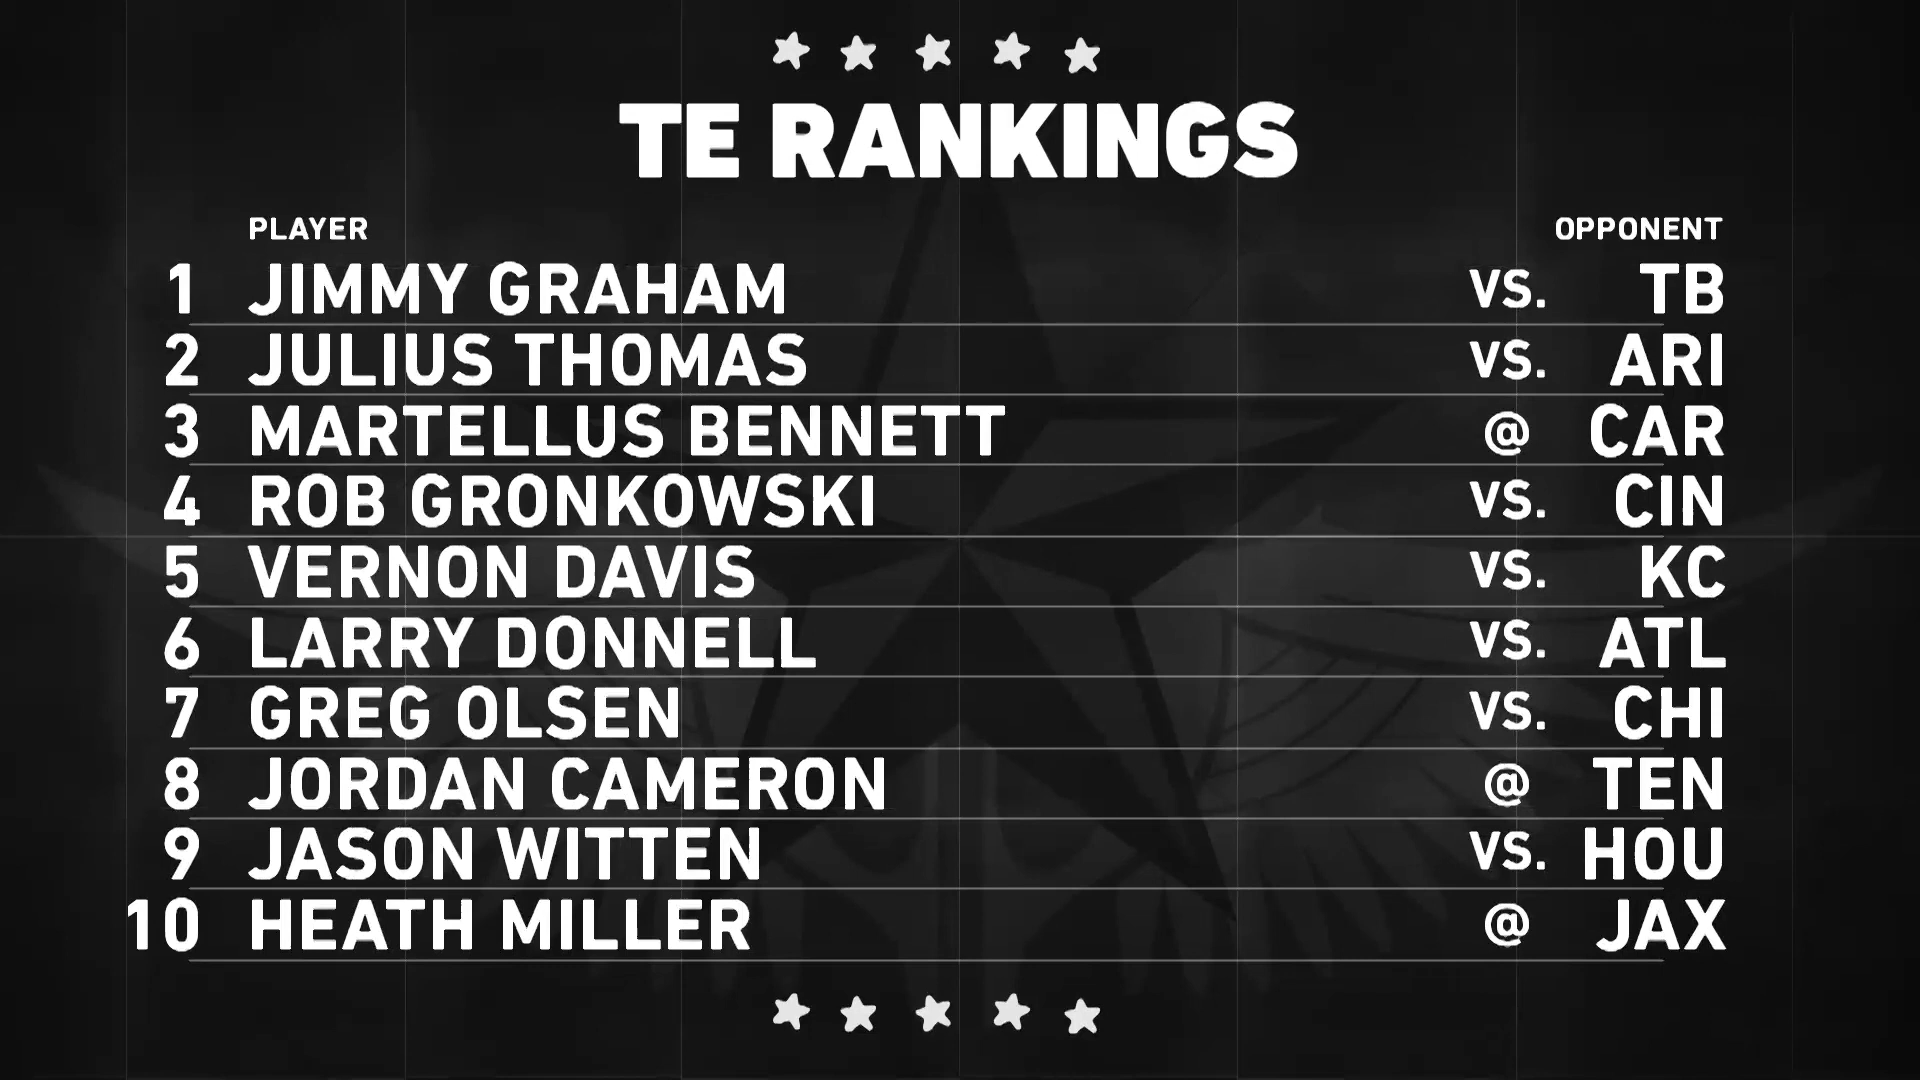 TE RANKINGS
PLAYER OPPONENT
1 JIMMY GRAHAM VS. TB
2 JULIUS THOMAS VS. ARI
3 MARTELLUS BENNETT @ CAR
4 ROB GRONKOWSKI VS. CIN
5 VERNON DAVIS VS. KC
6 LARRY DONNELL VS. ATL
7 GREG OLSEN VS. CHI
8 JORDAN CAMERON @ TEN
9 JASON WITTEN VS. HOU
10 HEATH MILLER @ JAX